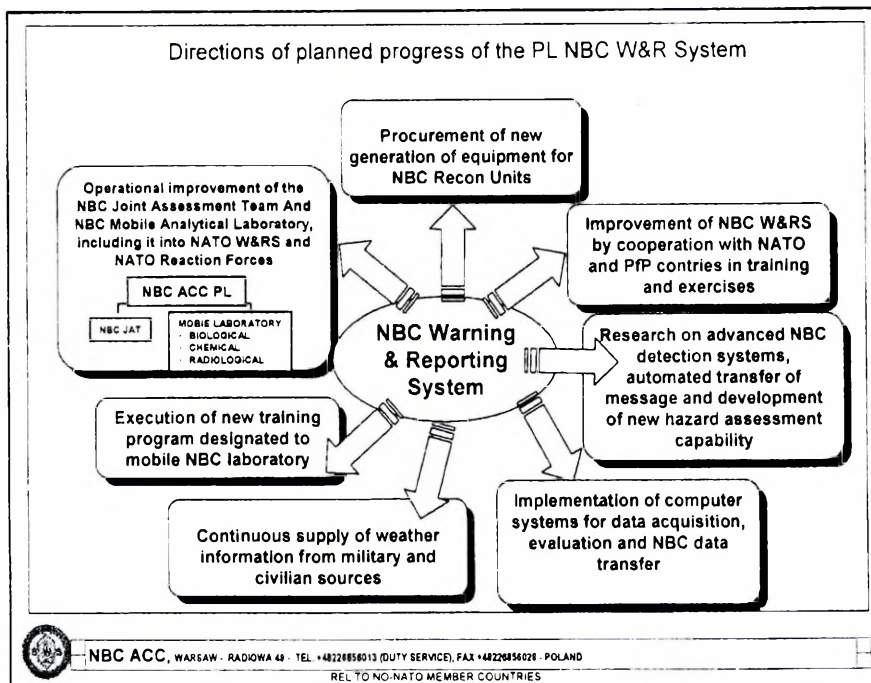 Directions of planned progress of the PL NBC W&R System
Procurement of new
generation of equipment for
NBC Recon Units
Operational improvement of the
NBC Joint Assessment Team And
NBC Mobile Analytical Laboratory,
including it into NATO W&RS and
NATO Reaction Forces
NBC ACC PL
NBC JAT
MOBIE LABORATORY
· BIOLOGICAL
· CHEMICAL
· RADIOLOGICAL
Improvement of NBC W&RS
by cooperation with NATO
and PfP contries in training
and exercises
NBC Warning
& Reporting
System
Research on advanced NBC
detection systems,
automated transfer of
message and development
of new hazard assessment
capability
Execution of new training
program designated to
mobile NBC laboratory
Continuous supply of weather
information from military and
civilian sources
Implementation of computer
systems for data acquisition,
evaluation and NBC data
transfer
NBC ACC, WARSAW - RADIOWA 49 - TEL. +48226856013 (DUTY SERVICE), FAX +48226856026 - POLAND
REL TO NO-NATO MEMBER COUNTRIES